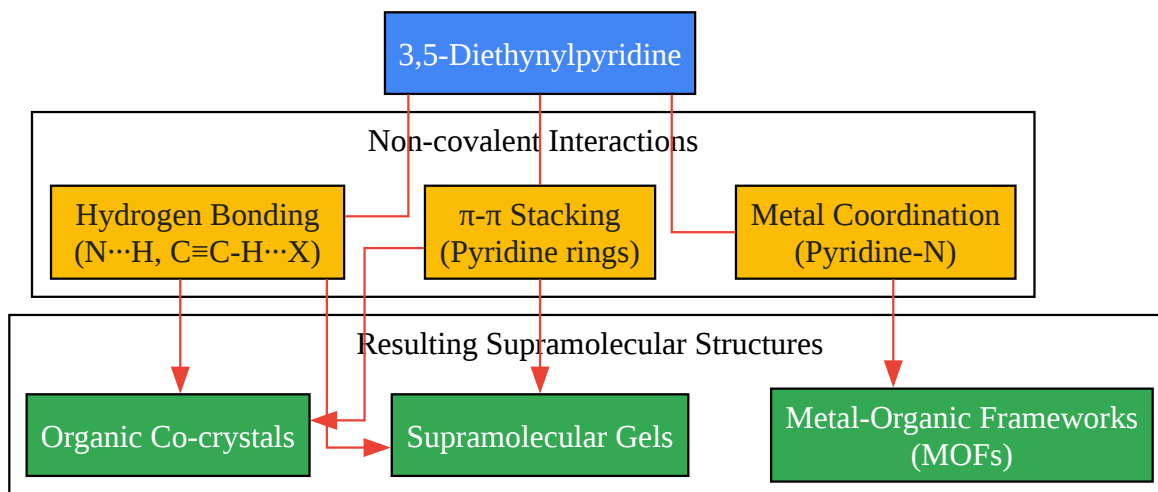 3,5-Diethynylpyridine
Non-covalent Interactions
Hydrogen Bonding
(N···H, C≡C-H···X)
π-π Stacking
(Pyridine rings)
Metal Coordination
(Pyridine-N)
Resulting Supramolecular Structures
Organic Co-crystals
Supramolecular Gels
Metal-Organic Frameworks
(MOFs)